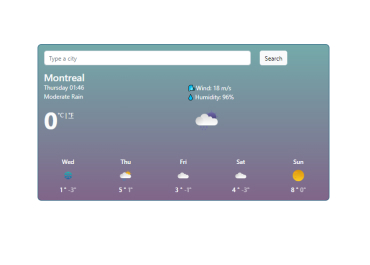 Type a city
Search
Montreal
Thursday 01:46
Moderate Rain
Wind: 18 m/s
Humidity: 96%
0 °C | °F
Wed Thu Fri Sat Sun
1 ° -3° 5 ° 1° 3 ° -1° 4 ° -3° 8 ° 0°